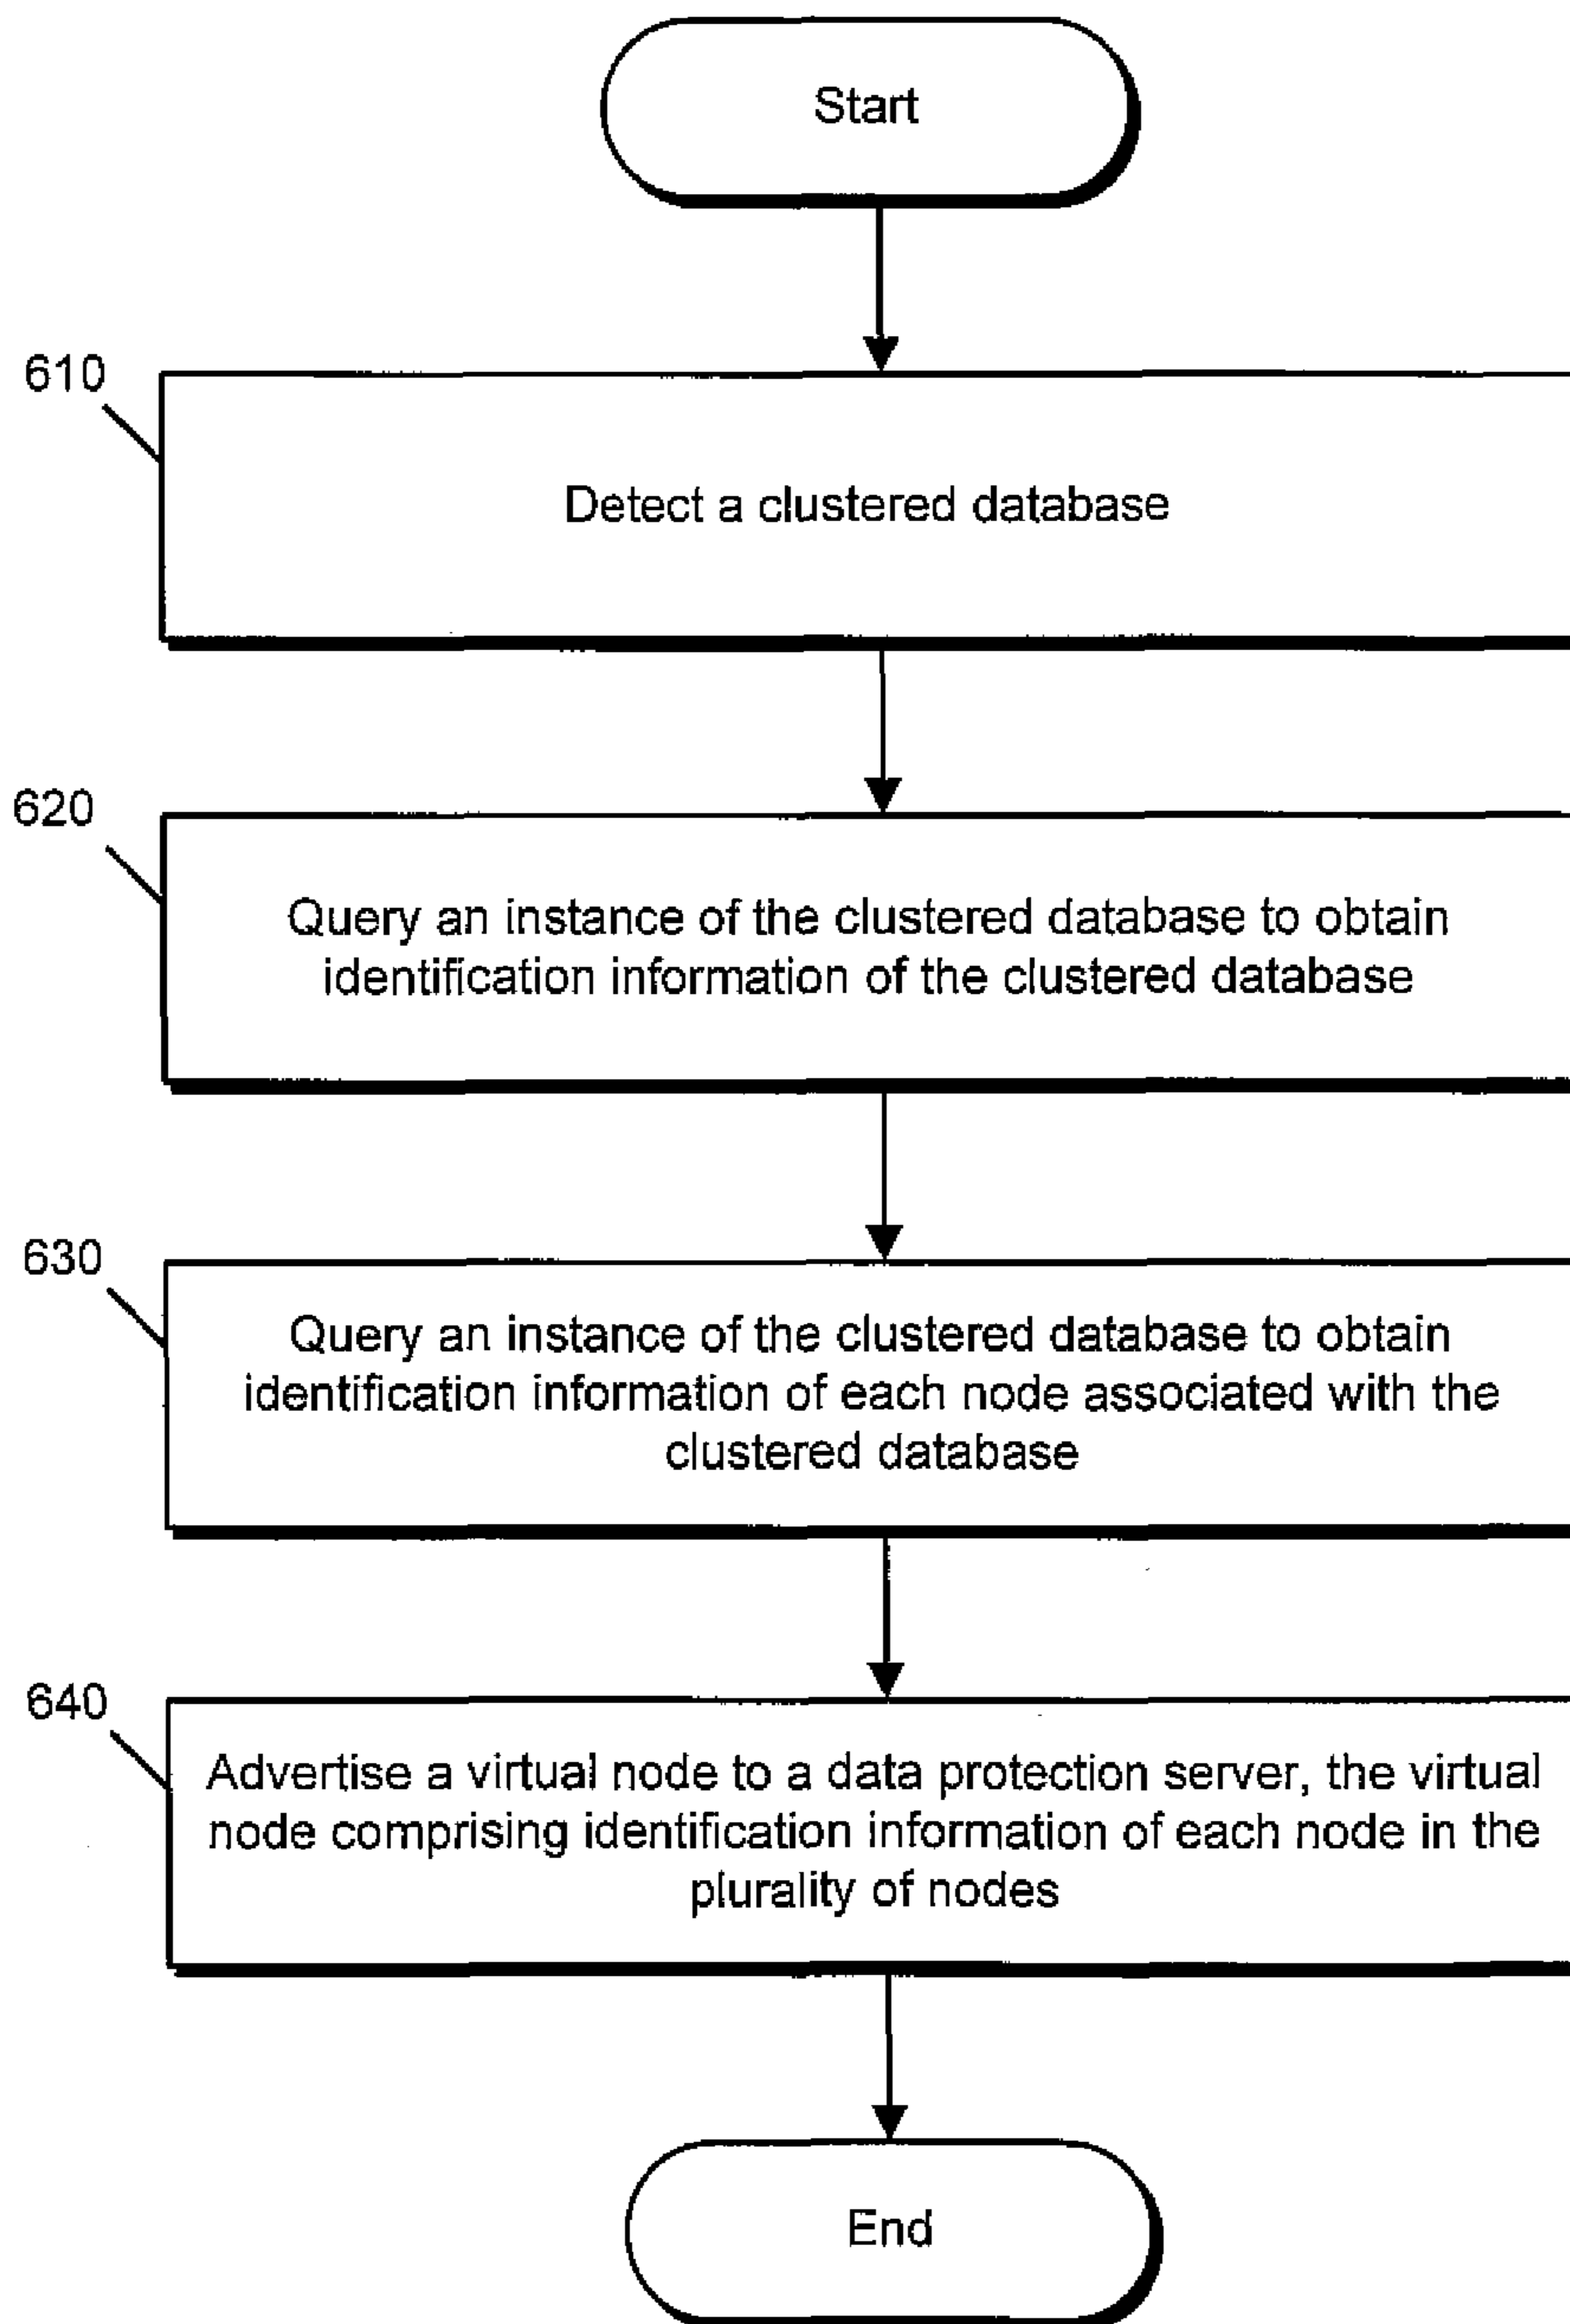 Start
610
Detect a clustered database
620
Query an instance of the clustered database to obtain
identification information of the clustered database
630
Query an instance of the clustered database to obtain
identification information of each node associated with the
clustered database
640
Advertise a virtual node to a data protection server, the virtual
node comprising identification information of each node in the
plurality of nodes
End